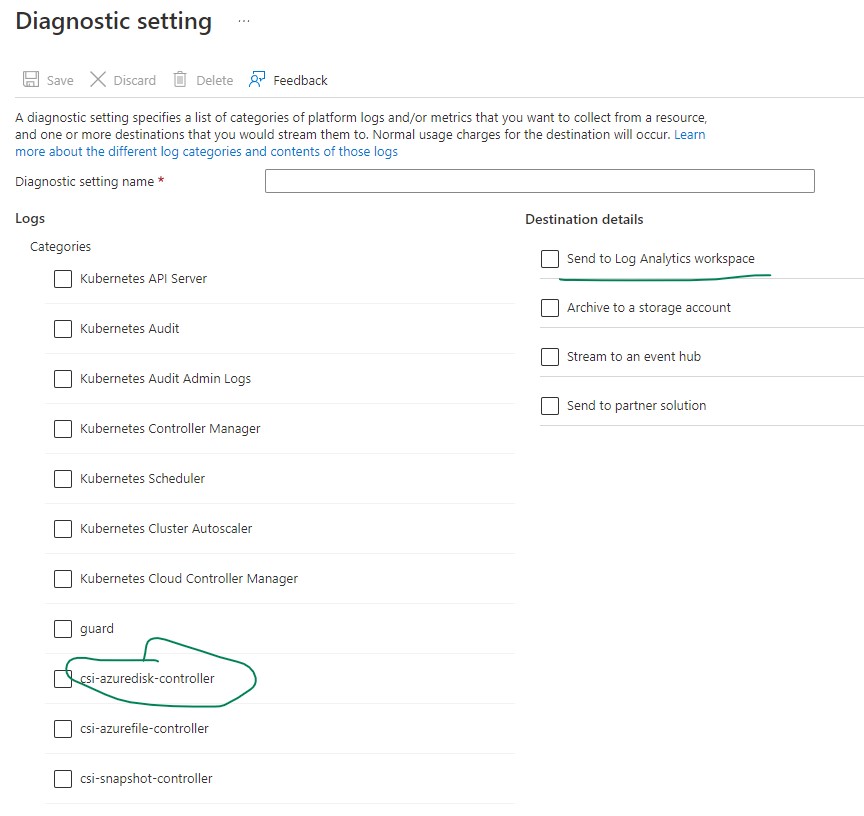 Diagnostic setting ...
Save Discard Delete Feedback
A diagnostic setting specifies a list of categories of platform logs and/or metrics that you want to collect from a resource,
and one or more destinations that you would stream them to. Normal usage charges for the destination will occur. Learn
more about the different log categories and contents of those logs
Diagnostic setting name *
Logs
Categories
Kubernetes API Server
Kubernetes Audit
Kubernetes Audit Admin Logs
Kubernetes Controller Manager
Kubernetes Scheduler
Kubernetes Cluster Autoscaler
Kubernetes Cloud Controller Manager
guard
csi-azuredisk-controller
csi-azurefile-controller
csi-snapshot-controller
Destination details
Send to Log Analytics workspace
Archive to a storage account
Stream to an event hub
Send to partner solution